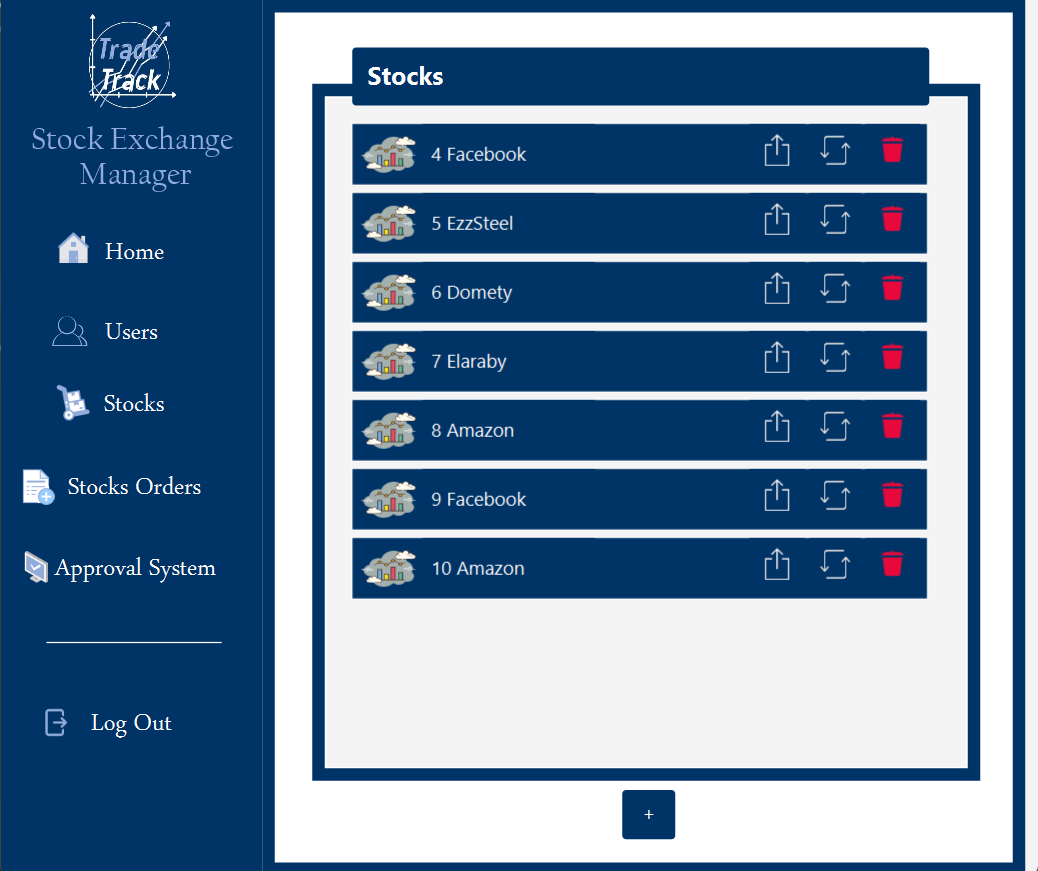 Trade
Track
Stock Exchange
Manager
Home
Users
Stocks
Stocks Orders
Approval System
Log Out
Stocks
4 Facebook
5 EzzSteel
6 Domety
7 Elaraby
8 Amazon
9 Facebook
10 Amazon
+